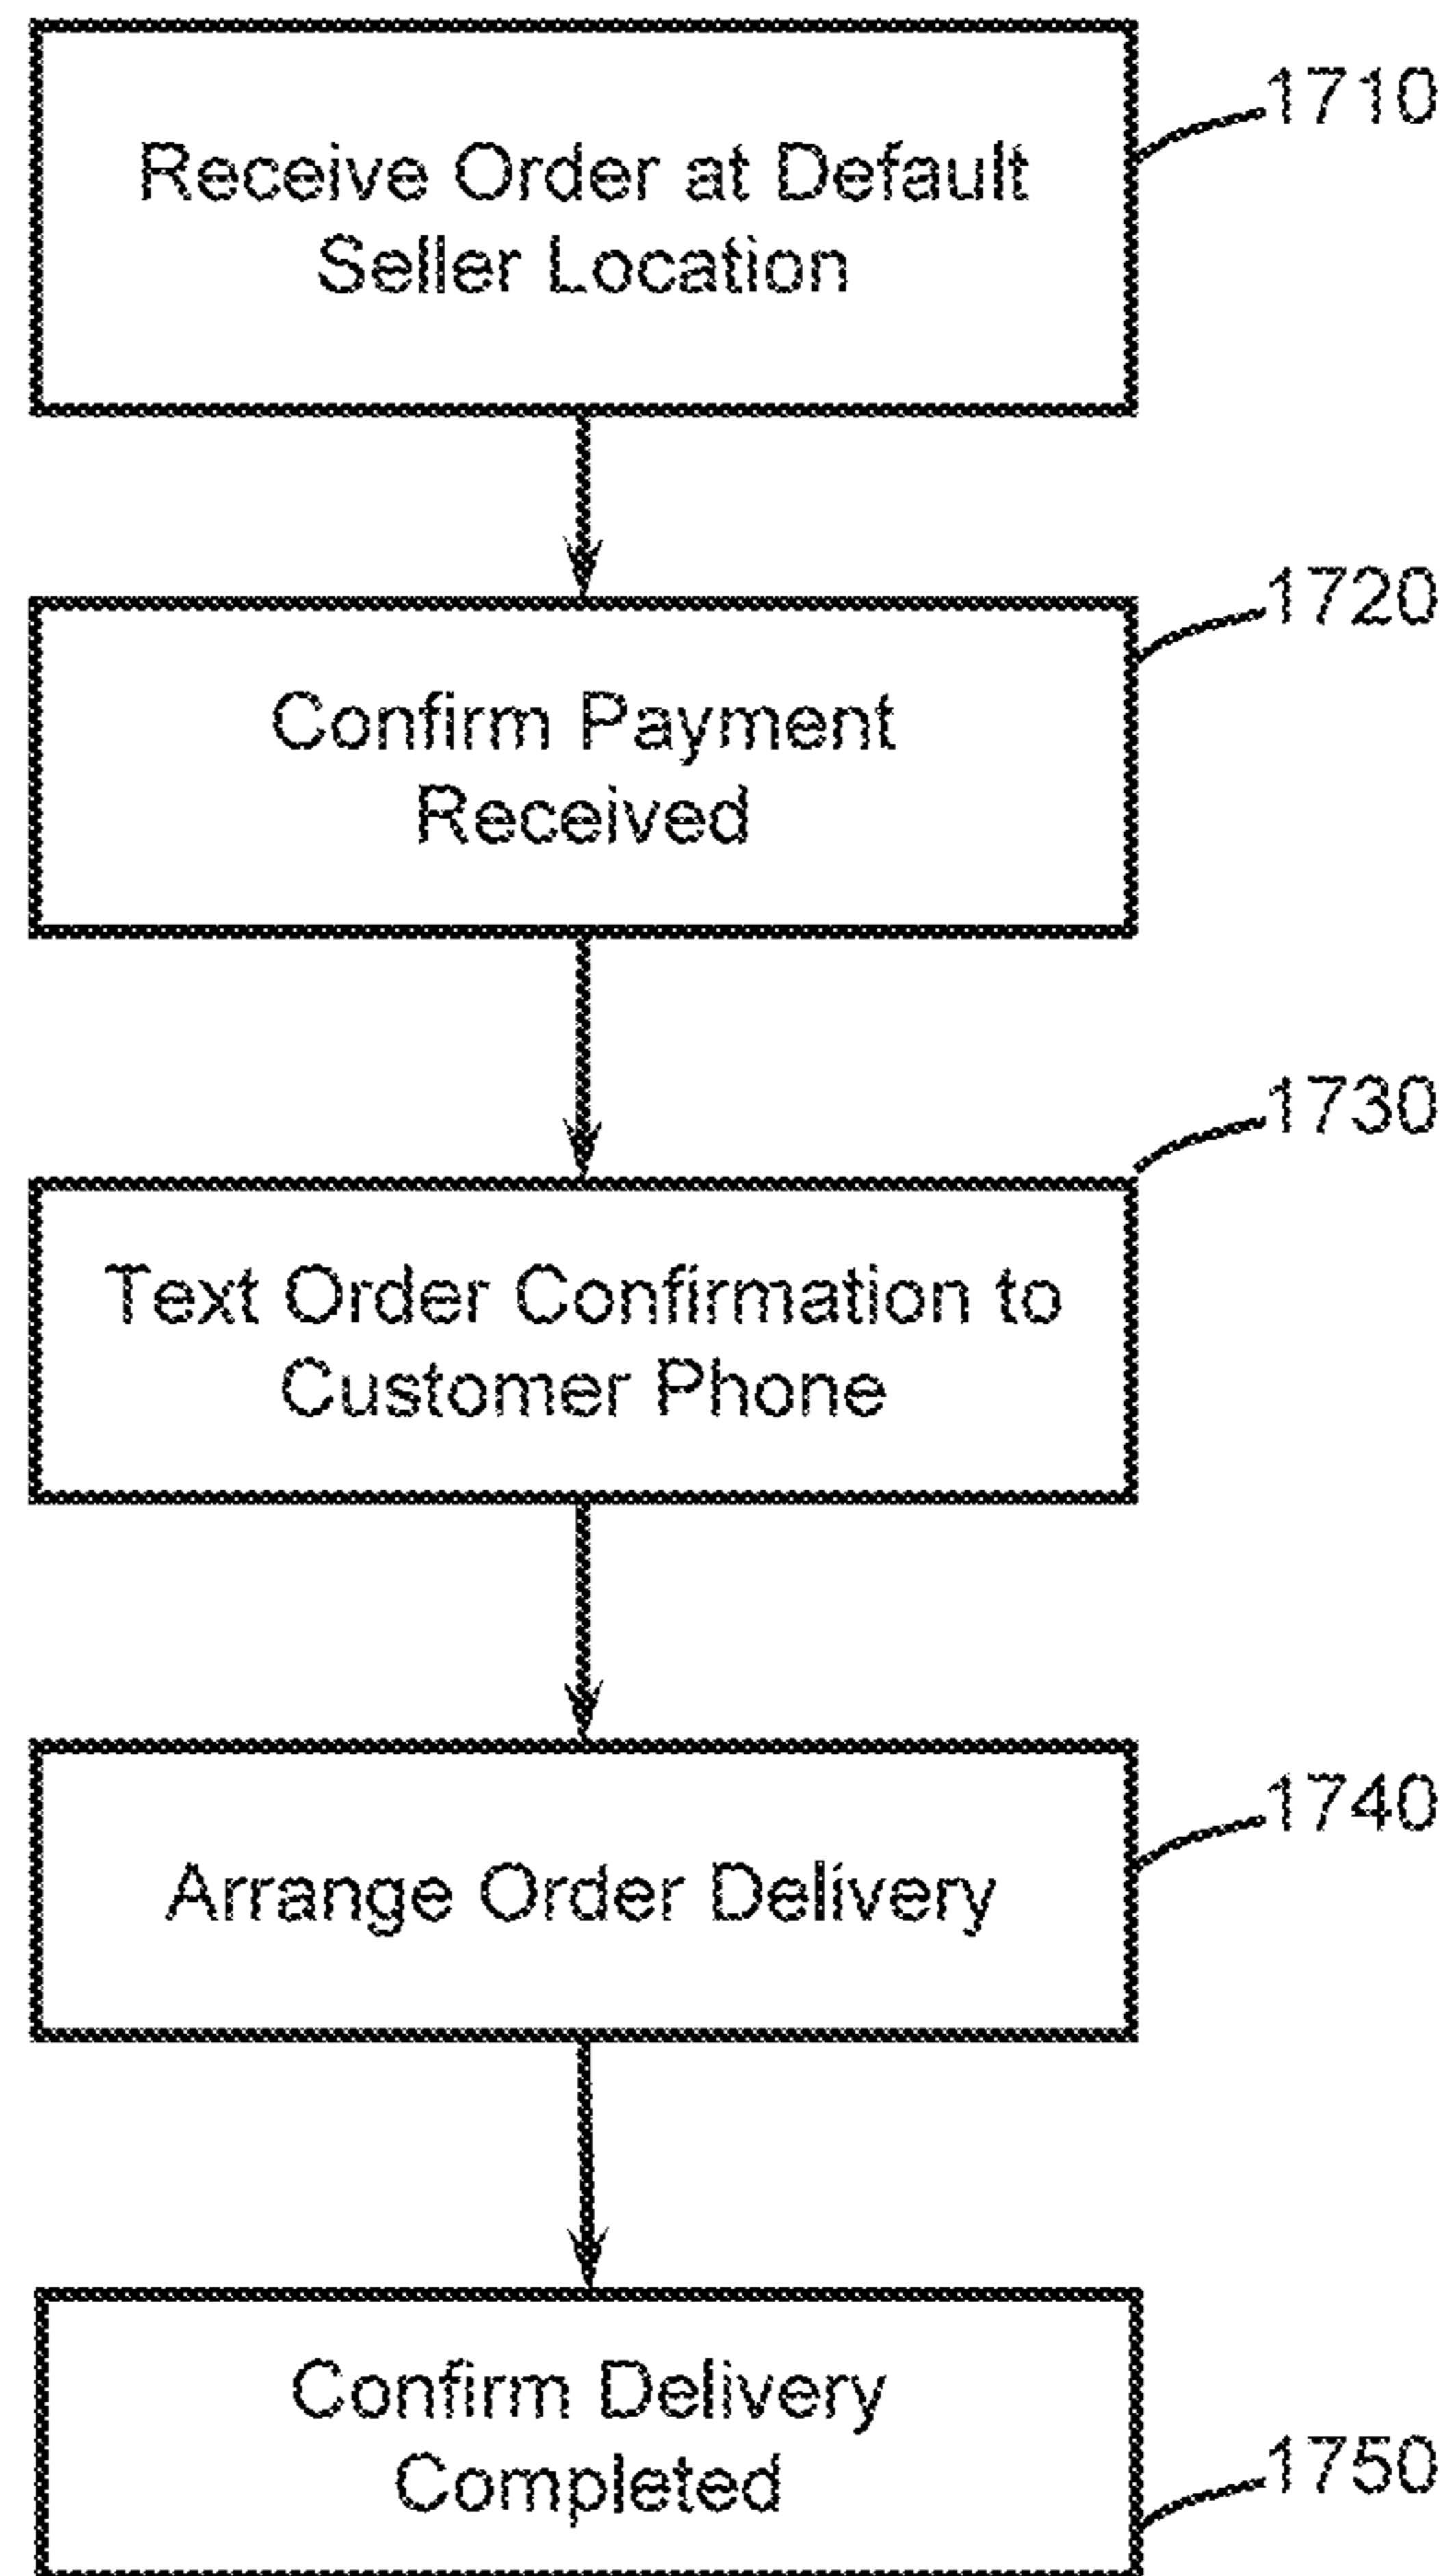 Receive Order at Default
Seller Location
1710
Confirm Payment
Received
1720
Text Order Confirmation to
Customer Phone
1730
Arrange Order Delivery
1740
Confirm Delivery
Completed
1750